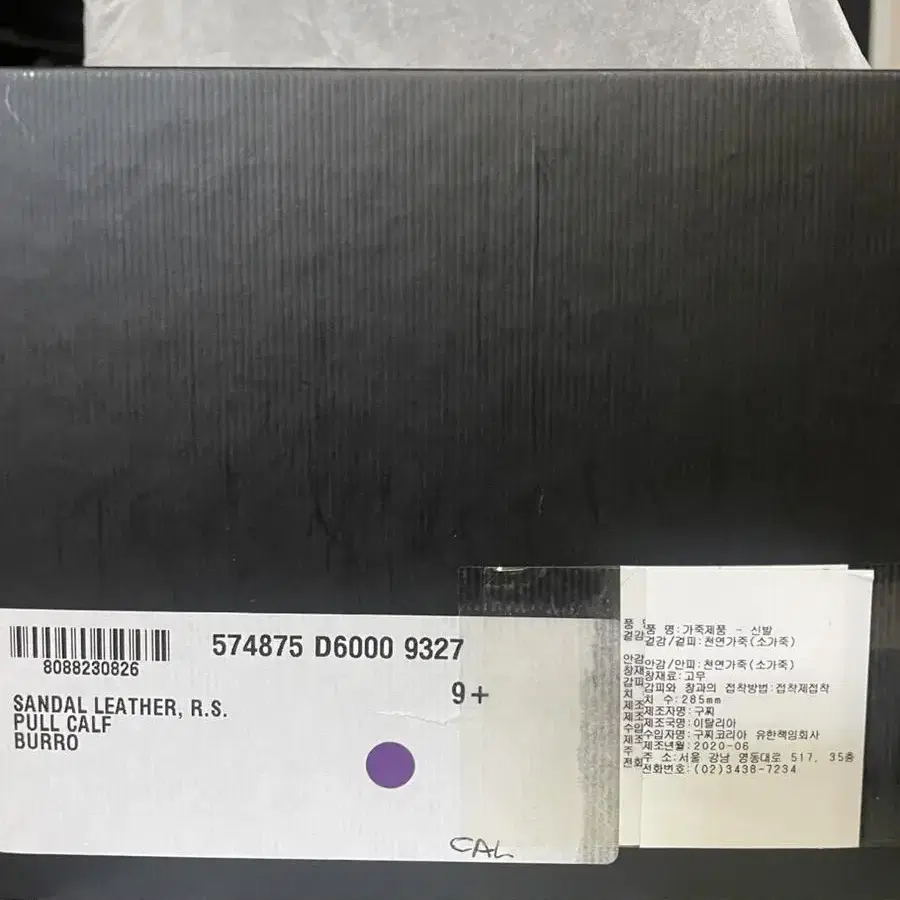 8088230826
574875 D6000 9327
9+
SANDAL LEATHER, R.S.
PULL CALF
BURRO
CAL
품 명:가죽제품 - 신발
겉감/겉피:천연가죽(소가죽)
안감/안피:천연가죽(소가죽)
창재료:고무
갑피와 창과의 접착방법:접착제접착
치 수:285mm
제조자명:구찌
제조국명:이탈리아
수입자명:구찌코리아 유한책임회사
제조년월:2020-06
주 소:서울 강남 영동대로 517, 35층
전화번호:(02)3438-7234